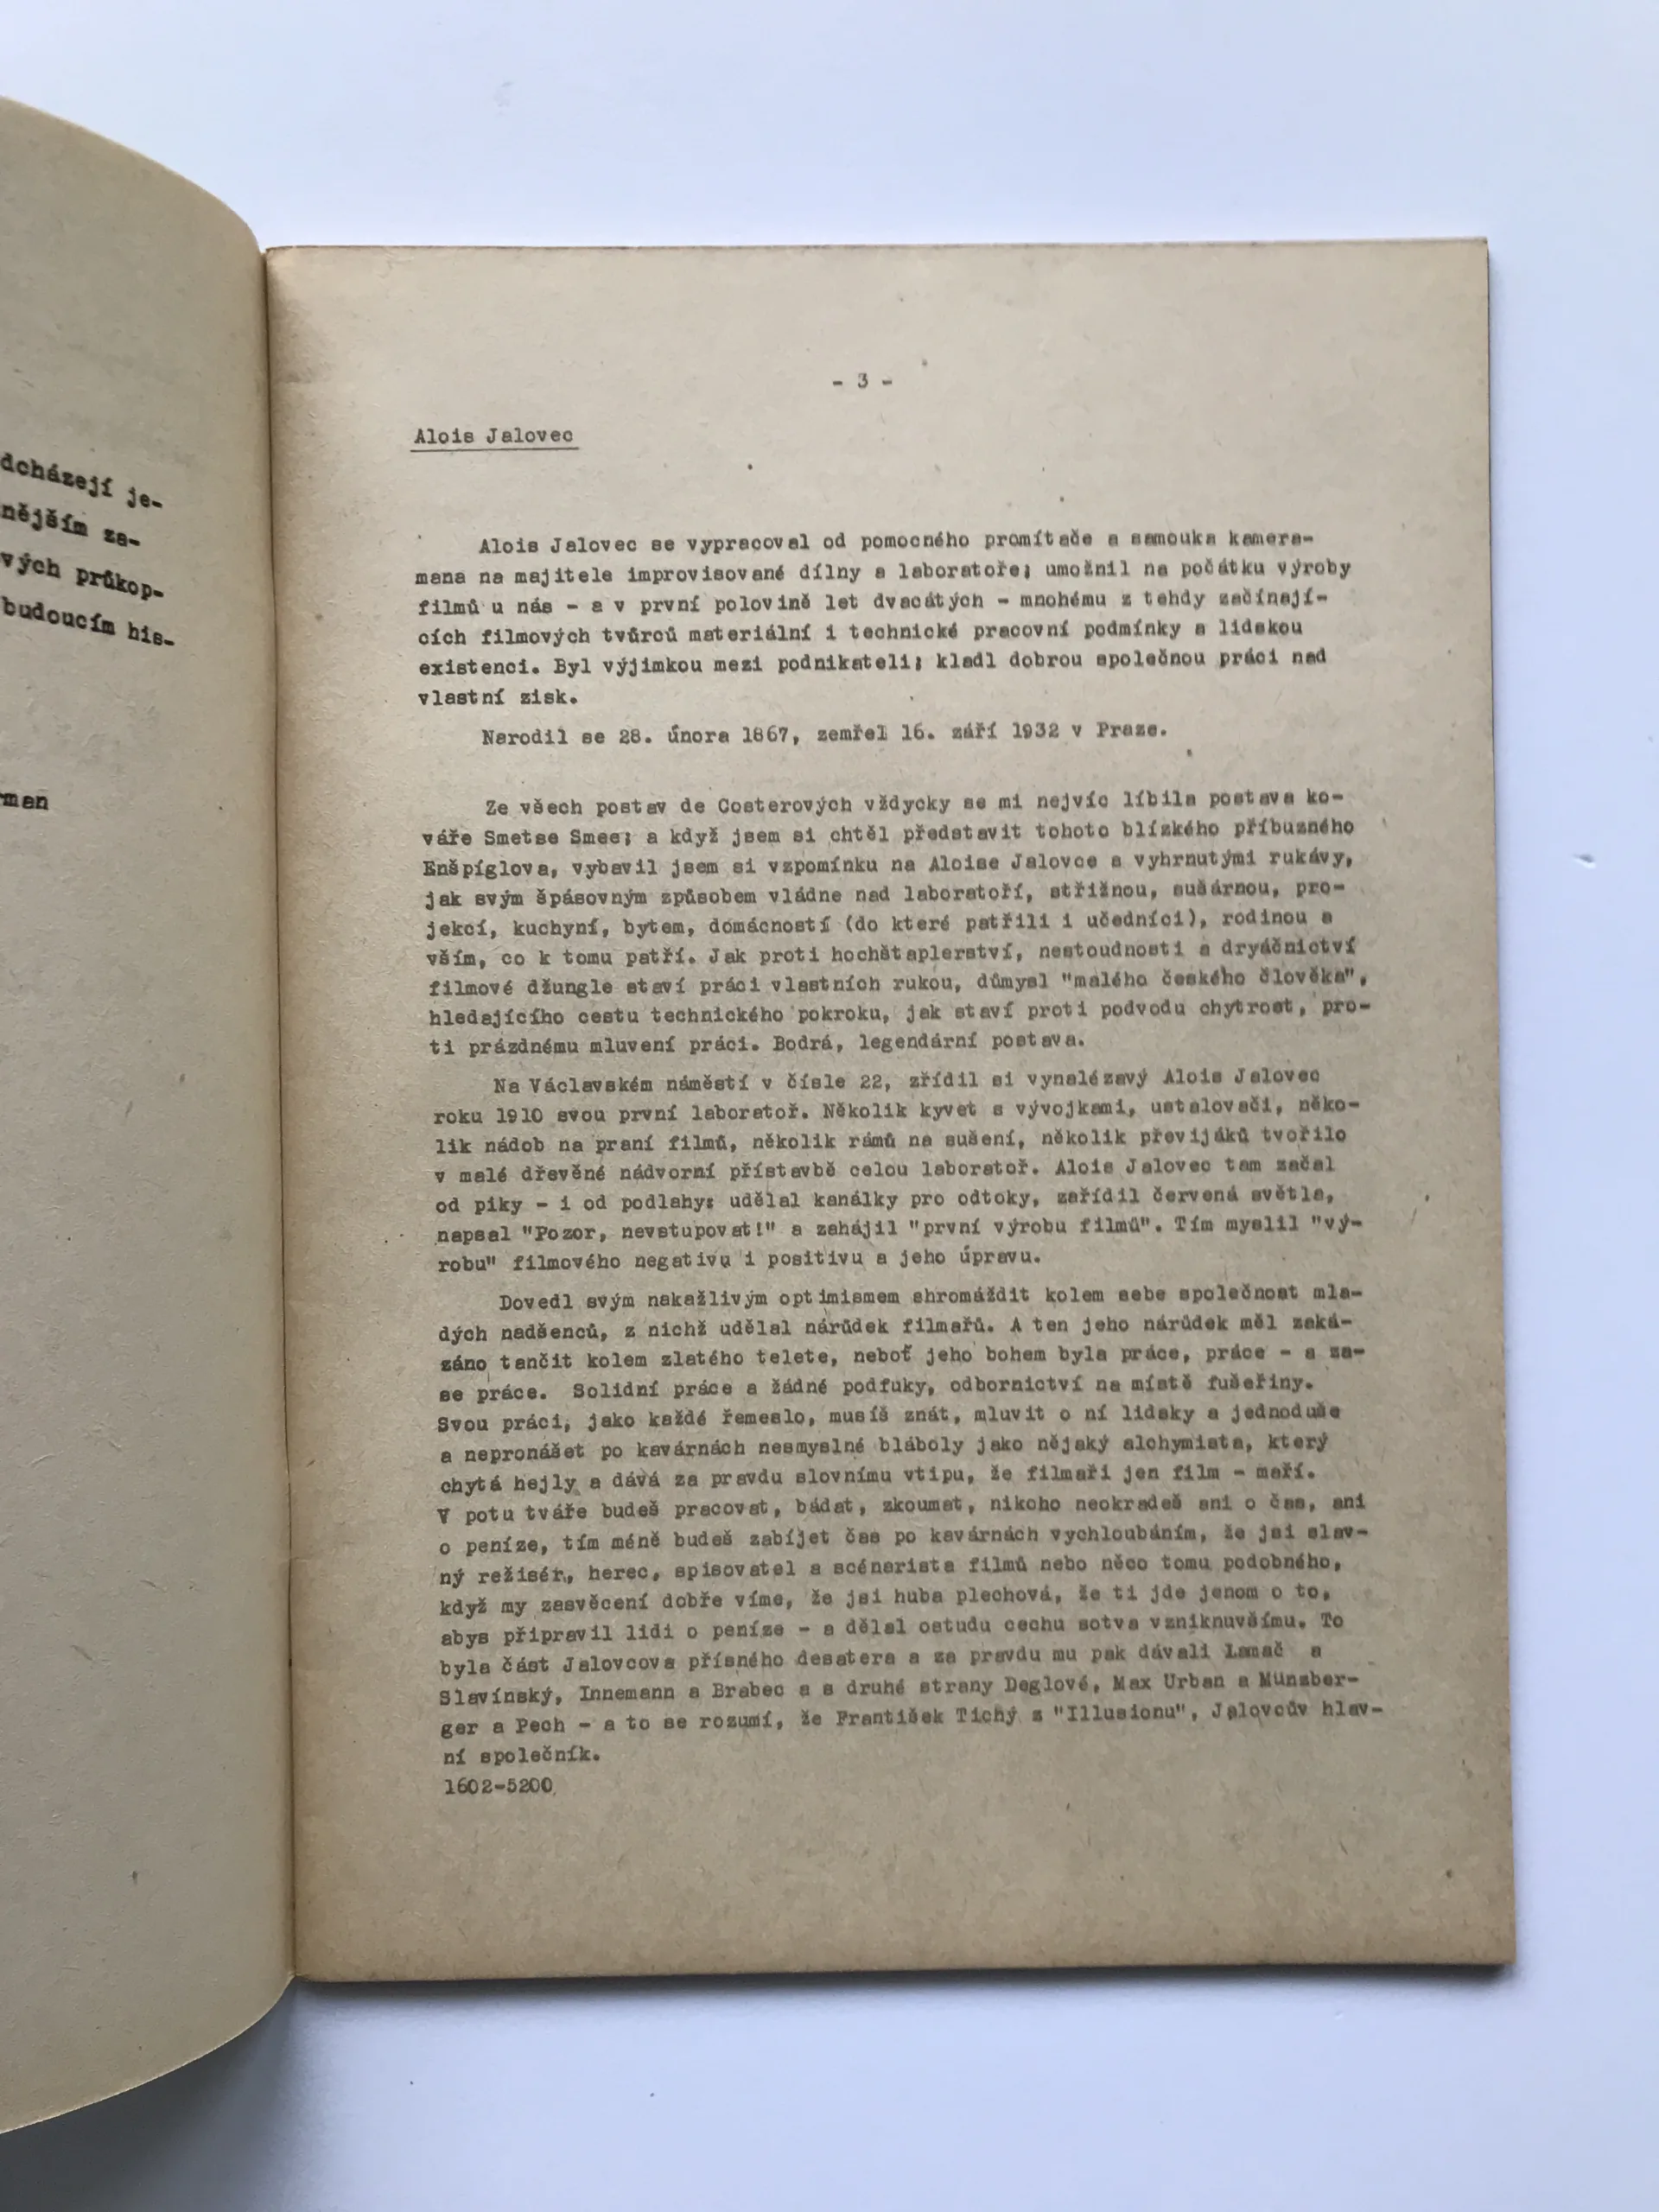 dcházejí je-
nějším za-
vých průkop-
budoucím his-
rman
- 3 -
Alois Jalovec
Alois Jalovec se vypracoval od pomocného promítače a samouka kamera-
mana na majitele improvisované dílny a laboratoře; umožnil na počátku výroby
filmů u nás - a v první polovině let dvacátých - mnohému z tehdy začínají-
cích filmových tvůrců materiální i technické pracovní podmínky a lidskou
existenci. Byl výjimkou mezi podnikateli; kladl dobrou společnou práci nad
vlastní zisk.
Narodil se 28. února 1867, zemřel 16. září 1932 v Praze.
Ze všech postav de Costerových vždycky se mi nejvíc líbila postava ko-
váře Smetse Smee; a když jsem si chtěl představit tohoto blízkého příbuzného
Enšpíglova, vybavil jsem si vzpomínku na Aloise Jalovce s vyhrnutými rukávy,
jak svým špásovným způsobem vládne nad laboratoří, střižnou, sušárnou, pro-
jekcí, kuchyní, bytem, domácností (do které patřili i učedníci), rodinou a
vším, co k tomu patří. Jak proti hochštaplerství, nestoudnosti a dryáčnictví
filmové džungle staví práci vlastních rukou, důmysl "malého českého člověka",
hledajícího cestu technického pokroku, jak staví proti podvodu chytrost, pro-
ti prázdnému mluvení práci. Bodrá, legendární postava.
Na Václavském náměstí v čísle 22, zřídil si vynalézavý Alois Jalovec
roku 1910 svou první laboratoř. Několik kyvet s vývojkami, ustalovači, něko-
lik nádob na praní filmů, několik rámů na sušení, několik převijáků tvořilo
v malé dřevěné nádvorní přístavbě celou laboratoř. Alois Jalovec tam začal
od piky - i od podlahy: udělal kanálky pro odtoky, zařídil červená světla,
napsal "Pozor, nevstupovat!" a zahájil "první výrobu filmů". Tím myslil "vý-
robu" filmového negativu i positivu a jeho úpravu.
Dovedl svým nakažlivým optimismem shromáždit kolem sebe společnost mla-
dých nadšenců, z nichž udělal nárůdek filmařů. A ten jeho nárůdek měl zaká-
záno tančit kolem zlatého telete, neboť jeho bohem byla práce, práce - a za-
se práce. Solidní práce a žádné podfuky, odbornictví na místě fušeřiny.
Svou práci, jako každé řemeslo, musíš znát, mluvit o ní lidsky a jednoduše
a nepronášet po kavárnách nesmyslné bláboly jako nějaký alchymista, který
chytá hejly a dává za pravdu slovnímu vtipu, že filmaři jen film - maří.
V potu tváře budeš pracovat, bádat, zkoumat, nikoho neokradeš ani o čas, ani
o peníze, tím méně budeš zabíjet čas po kavárnách vychloubáním, že jsi slav-
ný režisér, herec, spisovatel a scénarista filmů nebo něco tomu podobného,
když my zasvěcení dobře víme, že jsi huba plechová, že ti jde jenom o to,
abys připravil lidi o peníze - a dělal ostudu cechu sotva vzniknuvšímu. To
byla část Jalovcova přísného desatera a za pravdu mu pak dávali Lamač a
Slavínský, Innemann a Brabec a s druhé strany Deglové, Max Urban a Münzber-
ger a Pech - a to se rozumí, že František Tichý z "Illusionu", Jalovcův hlav-
ní společník.
1602-5200